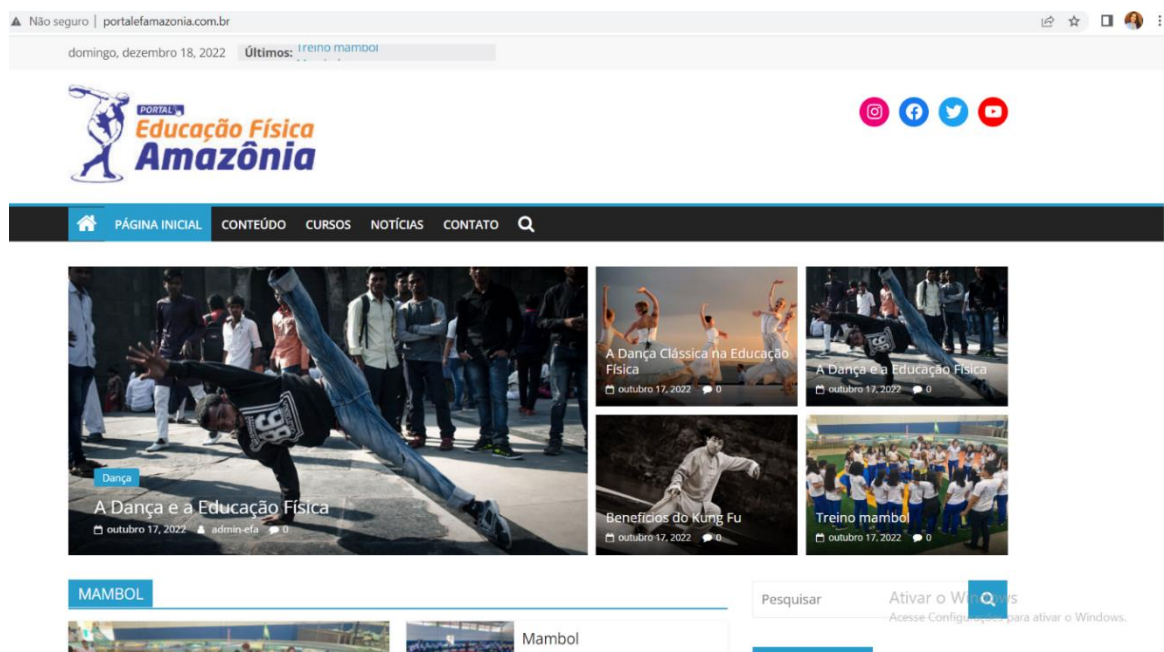 Não seguro | portalefamazonia.com.br
domingo, dezembro 18, 2022 Últimos: Treino mambol
PORTAL
Educação Física
Amazônia
PÁGINA INICIAL CONTEÚDO CURSOS NOTÍCIAS CONTATO
98
Dança
A Dança e a Educação Física
outubro 17, 2022 admin-efa 0
A Dança Clássica na Educação
Física
outubro 17, 2022 0
A Dança e a Educação Física
outubro 17, 2022 0
Benefícios do Kung Fu
outubro 17, 2022 0
Treino mambol
outubro 17, 2022 0
MAMBOL
Mambol
Pesquisar
Ativar o Windows
Acesse Configurações para ativar o Windows.